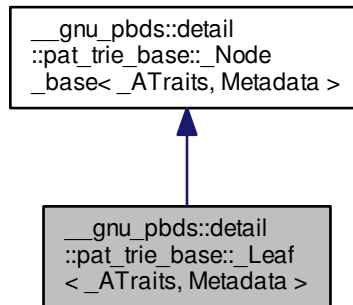 __gnu_pbds::detail
::pat_trie_base::_Node
_base< _ATraits, Metadata >
__gnu_pbds::detail
::pat_trie_base::_Leaf
< _ATraits, Metadata >